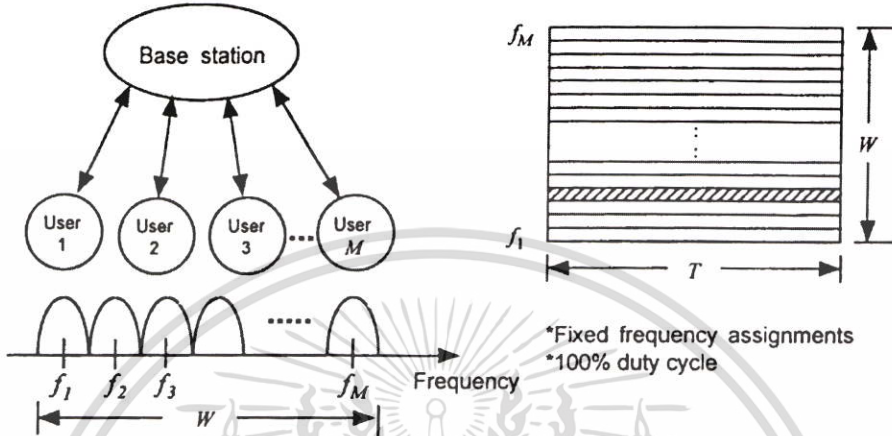 Base station
User 1
User 2
User 3
User M
f1 f2 f3 fM
Frequency
W
fM
W
f1
T
*Fixed frequency assignments
*100% duty cycle